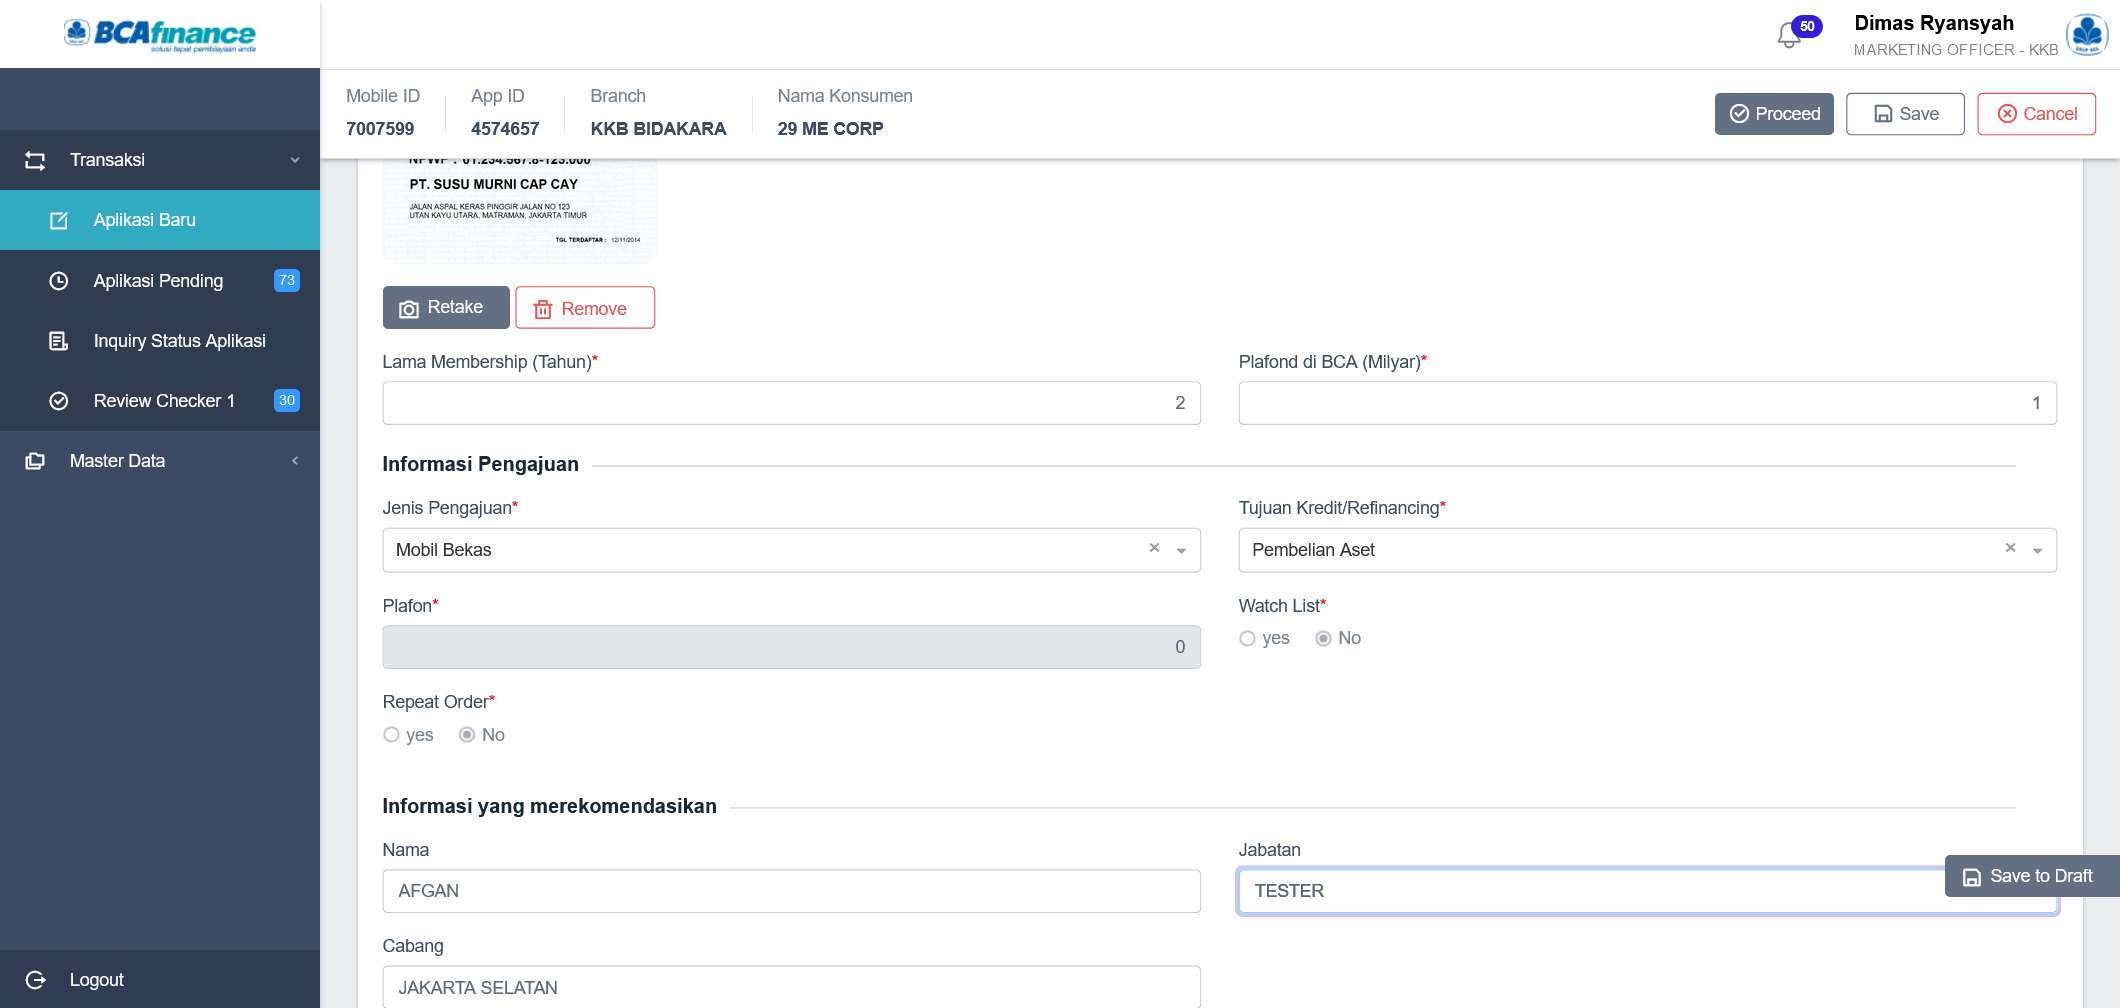 BCAfinance
solusi tepat pembiayaan anda
50
Dimas Ryansyah
MARKETING OFFICER - KKB
Mobile ID
7007599
App ID
4574657
Branch
KKB BIDAKARA
Nama Konsumen
29 ME CORP
Proceed
Save
Cancel
Transaksi
Aplikasi Baru
Aplikasi Pending
73
Inquiry Status Aplikasi
Review Checker 1
30
Master Data
Logout
NPWP : 01.234.567.8-123.000
PT. SUSU MURNI CAP CAY
JALAN ASPAL KERAS PINGGIR JALAN NO 123
UTAN KAYU UTARA, MATRAMAN, JAKARTA TIMUR
TGL TERDAFTAR : 12/11/2014
Retake
Remove
Lama Membership (Tahun)*
2
Plafond di BCA (Milyar)*
1
Informasi Pengajuan
Jenis Pengajuan*
Mobil Bekas
Tujuan Kredit/Refinancing*
Pembelian Aset
Plafon*
0
Watch List*
yes No
Repeat Order*
yes No
Informasi yang merekomendasikan
Nama
AFGAN
Jabatan
TESTER
Save to Draft
Cabang
JAKARTA SELATAN